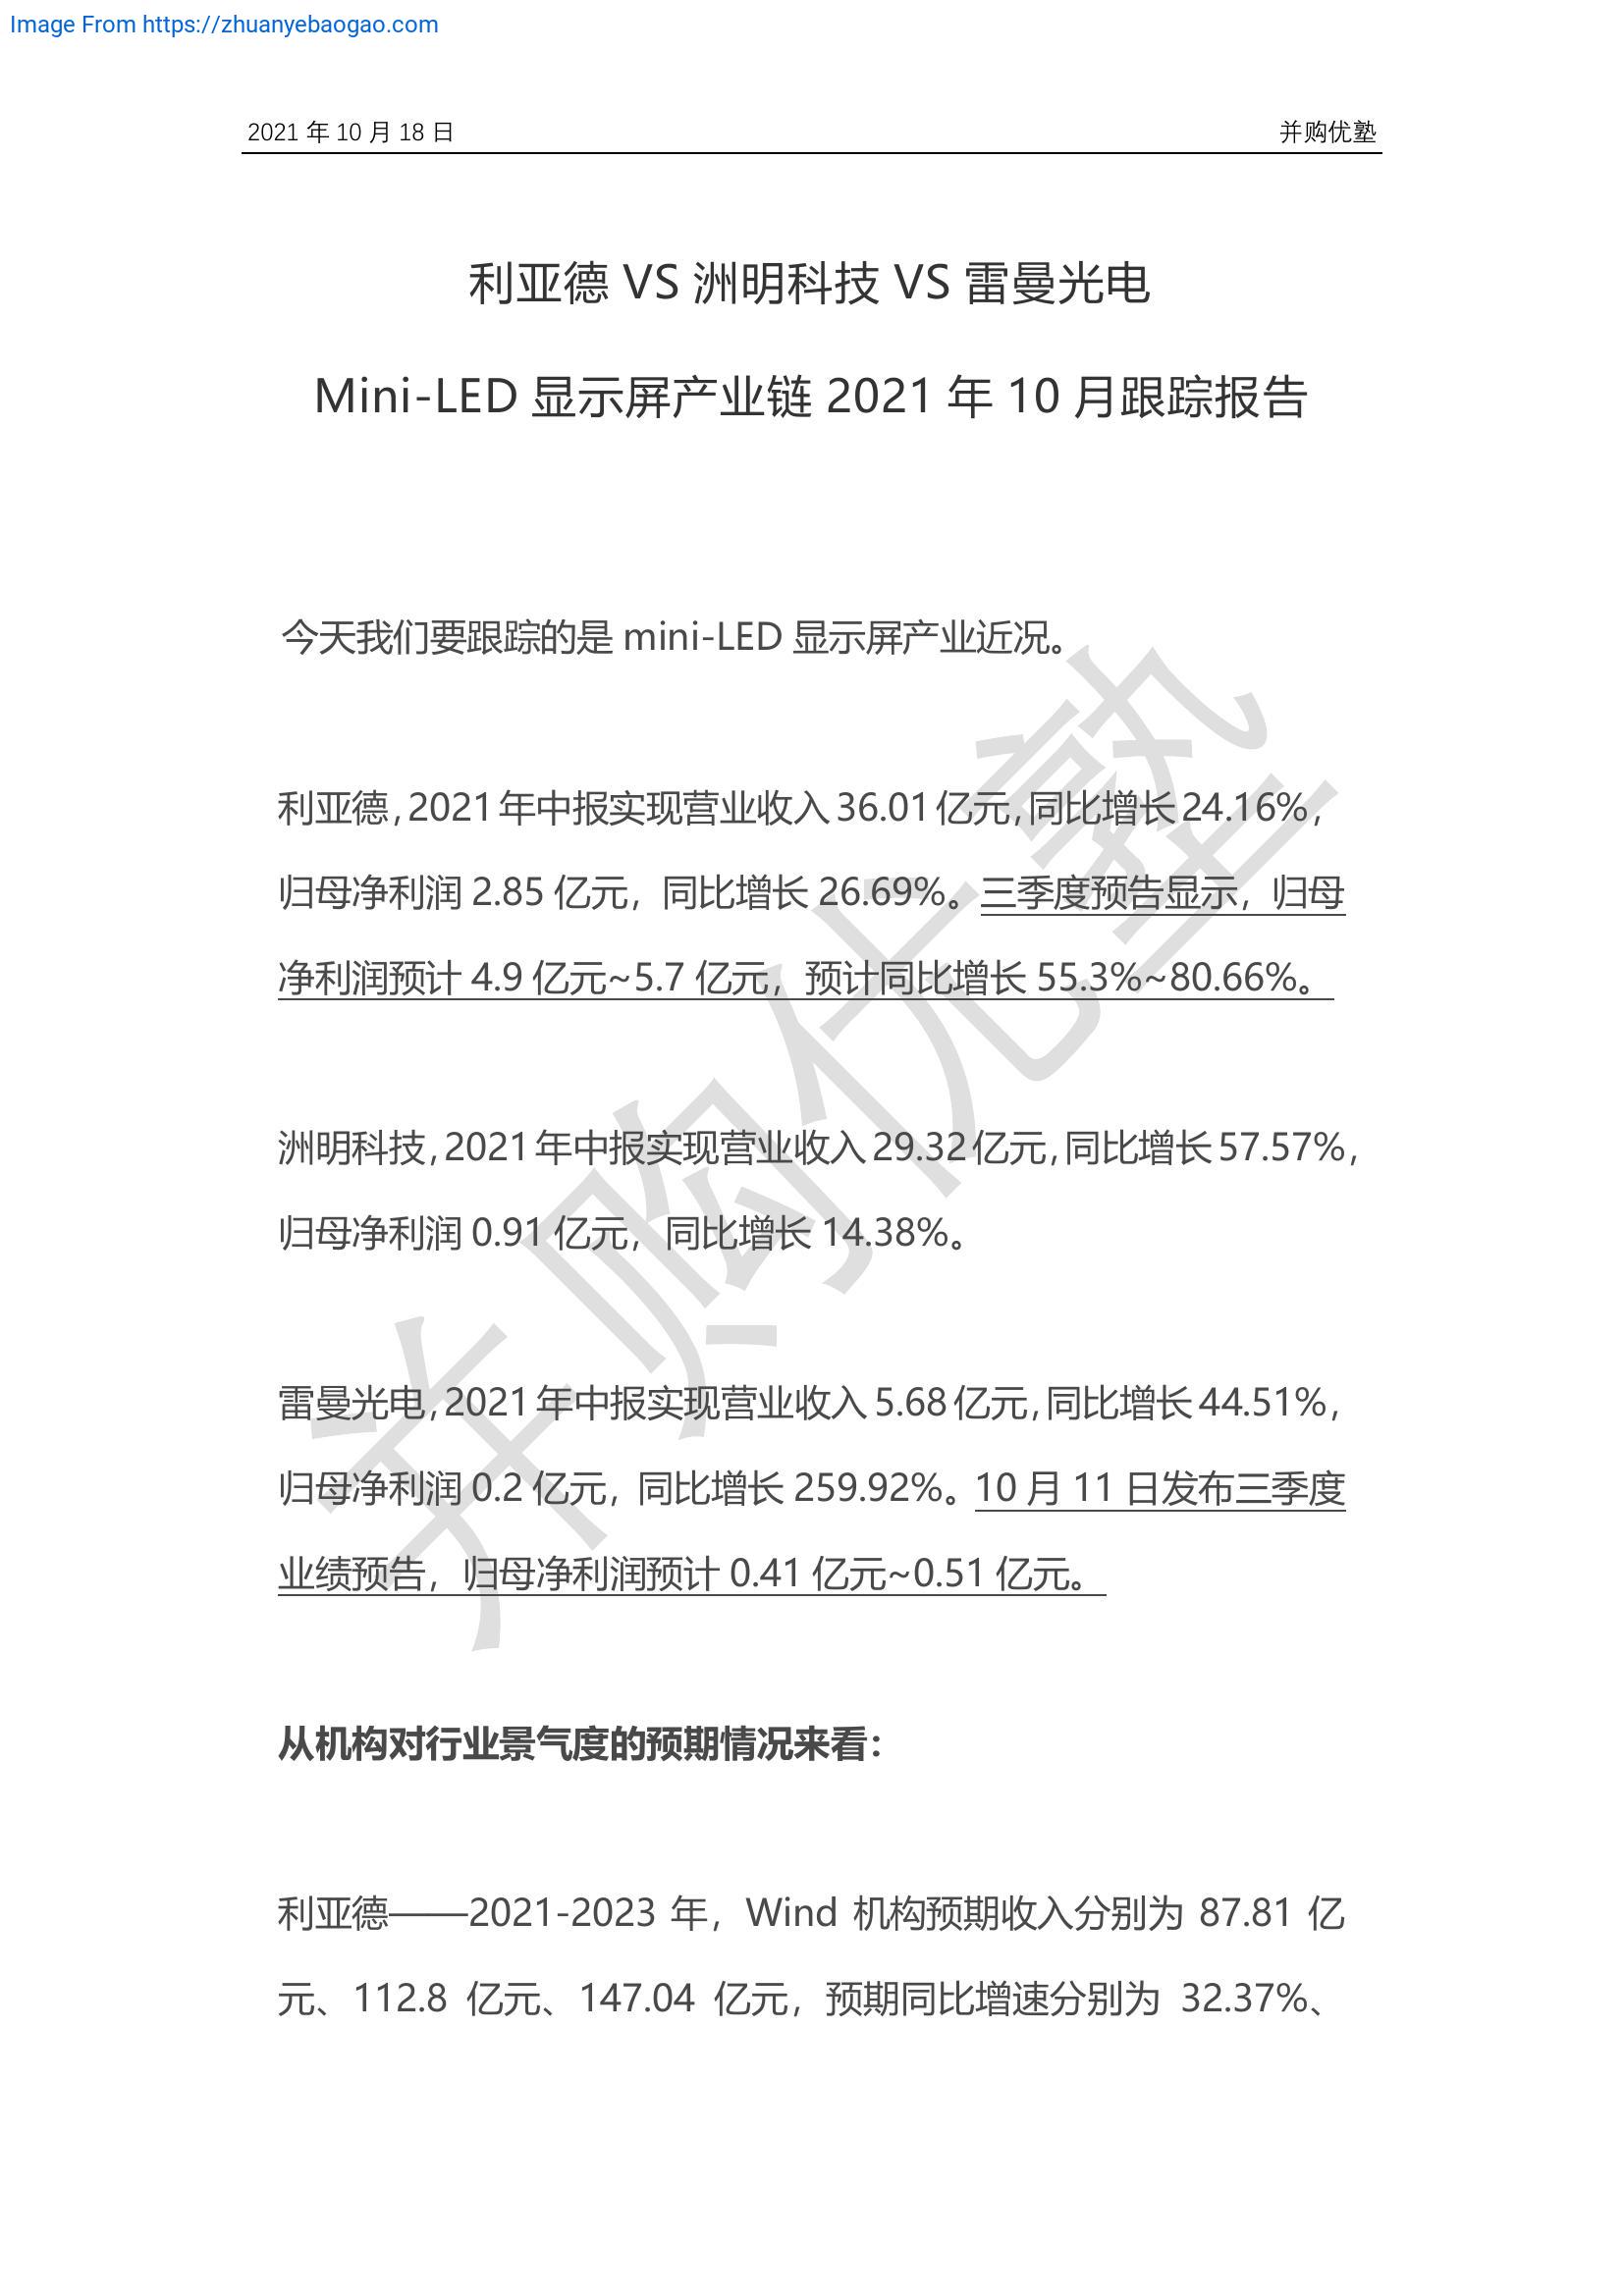 Image From https://zhuanyebaogao.com
2021 年 10 月 18 日 并购优塾
利亚德 VS 洲明科技 VS 雷曼光电
Mini-LED 显示屏产业链 2021 年 10 月跟踪报告
今天我们要跟踪的是 mini-LED 显示屏产业近况。
利亚德，2021 年中报实现营业收入 36.01 亿元，同比增长 24.16%，
归母净利润 2.85 亿元，同比增长 26.69%。三季度预告显示，归母
净利润预计 4.9 亿元~5.7 亿元，预计同比增长 55.3%~80.66%。
洲明科技，2021 年中报实现营业收入 29.32 亿元，同比增长 57.57%，
归母净利润 0.91 亿元，同比增长 14.38%。
雷曼光电，2021 年中报实现营业收入 5.68 亿元，同比增长 44.51%，
归母净利润 0.2 亿元，同比增长 259.92%。10 月 11 日发布三季度
业绩预告，归母净利润预计 0.41 亿元~0.51 亿元。
从机构对行业景气度的预期情况来看：
利亚德——2021-2023 年，Wind 机构预期收入分别为 87.81 亿
元、112.8 亿元、147.04 亿元，预期同比增速分别为 32.37%、
并购优塾